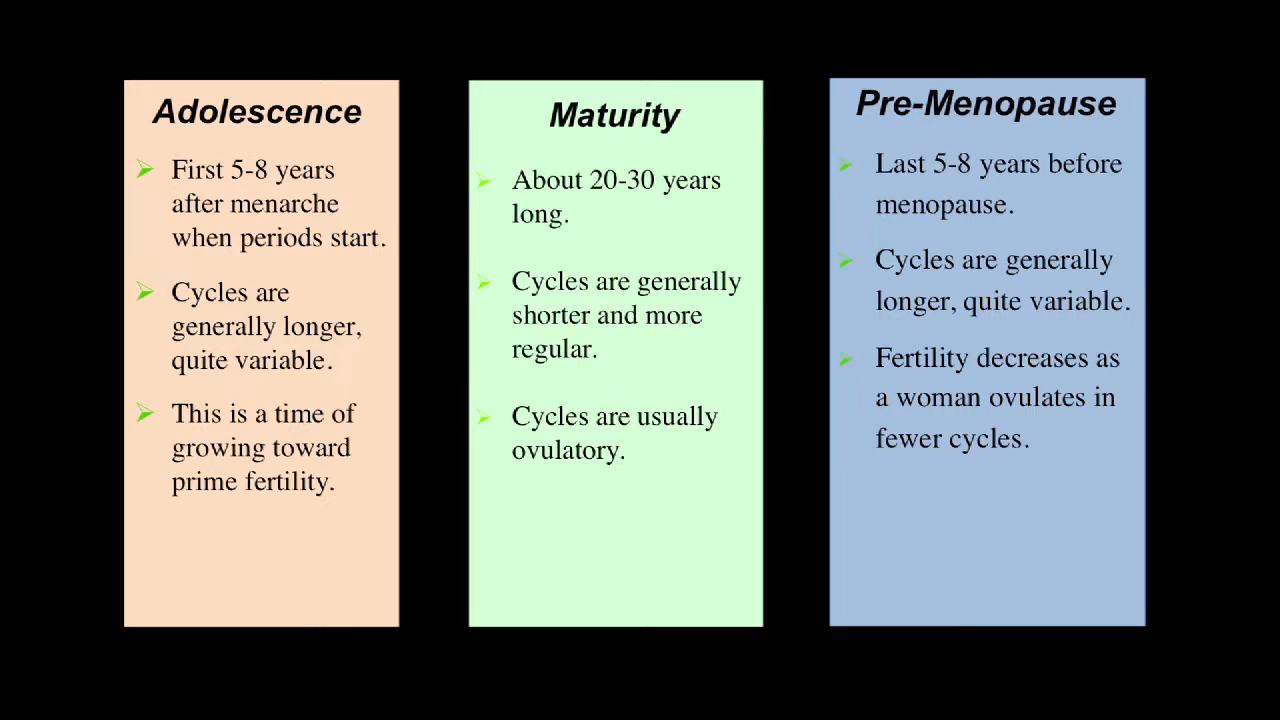 Adolescence
First 5-8 years
after menarche
when periods start.
Cycles are
generally longer,
quite variable.
This is a time of
growing toward
prime fertility.
Maturity
About 20-30 years
long.
Cycles are generally
shorter and more
regular.
Cycles are usually
ovulatory.
Pre-Menopause
Last 5-8 years before
menopause.
Cycles are generally
longer, quite variable.
Fertility decreases as
a woman ovulates in
fewer cycles.